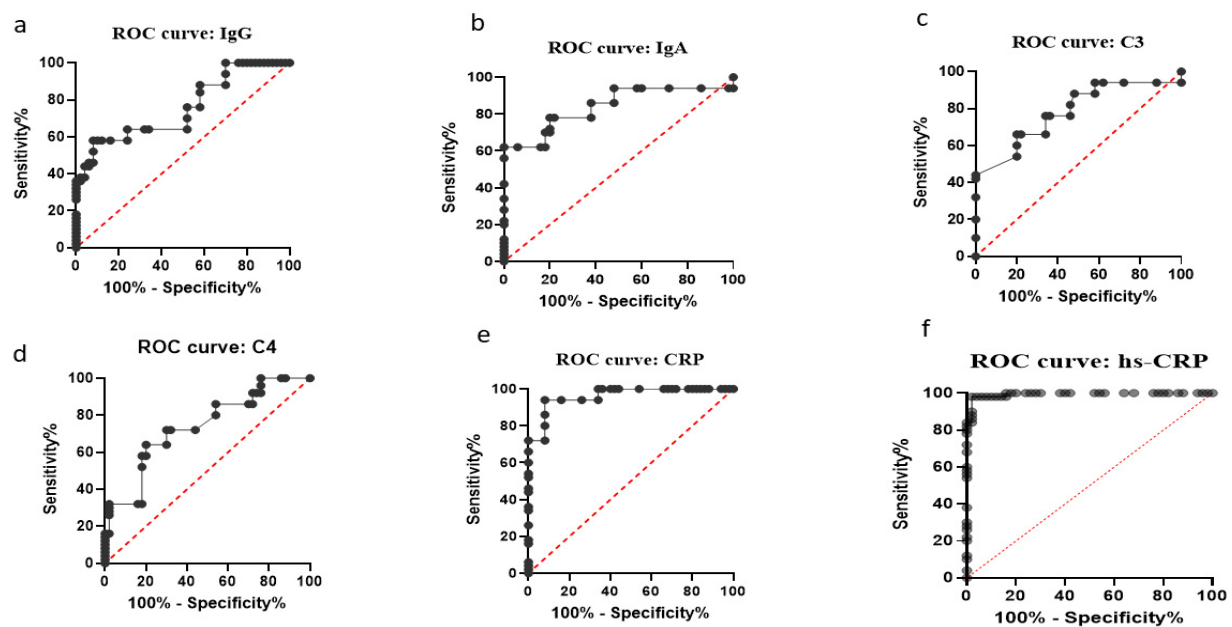 a
ROC curve: IgG
100
80
60
40
20
0
Sensitivity%
0 20 40 60 80 100
100% - Specificity%
b
ROC curve: IgA
100
80
60
40
20
0
Sensitivity%
0 20 40 60 80 100
100% - Specificity%
c
ROC curve: C3
100
80
60
40
20
0
Sensitivity%
0 20 40 60 80 100
100% - Specificity%
d
ROC curve: C4
100
80
60
40
20
0
Sensitivity%
0 20 40 60 80 100
100% - Specificity%
e
ROC curve: CRP
100
80
60
40
20
0
Sensitivity%
0 20 40 60 80 100
100% - Specificity%
f
ROC curve: hs-CRP
100
80
60
40
20
0
Sensitivity%
0 20 40 60 80 100
100% - Specificity%